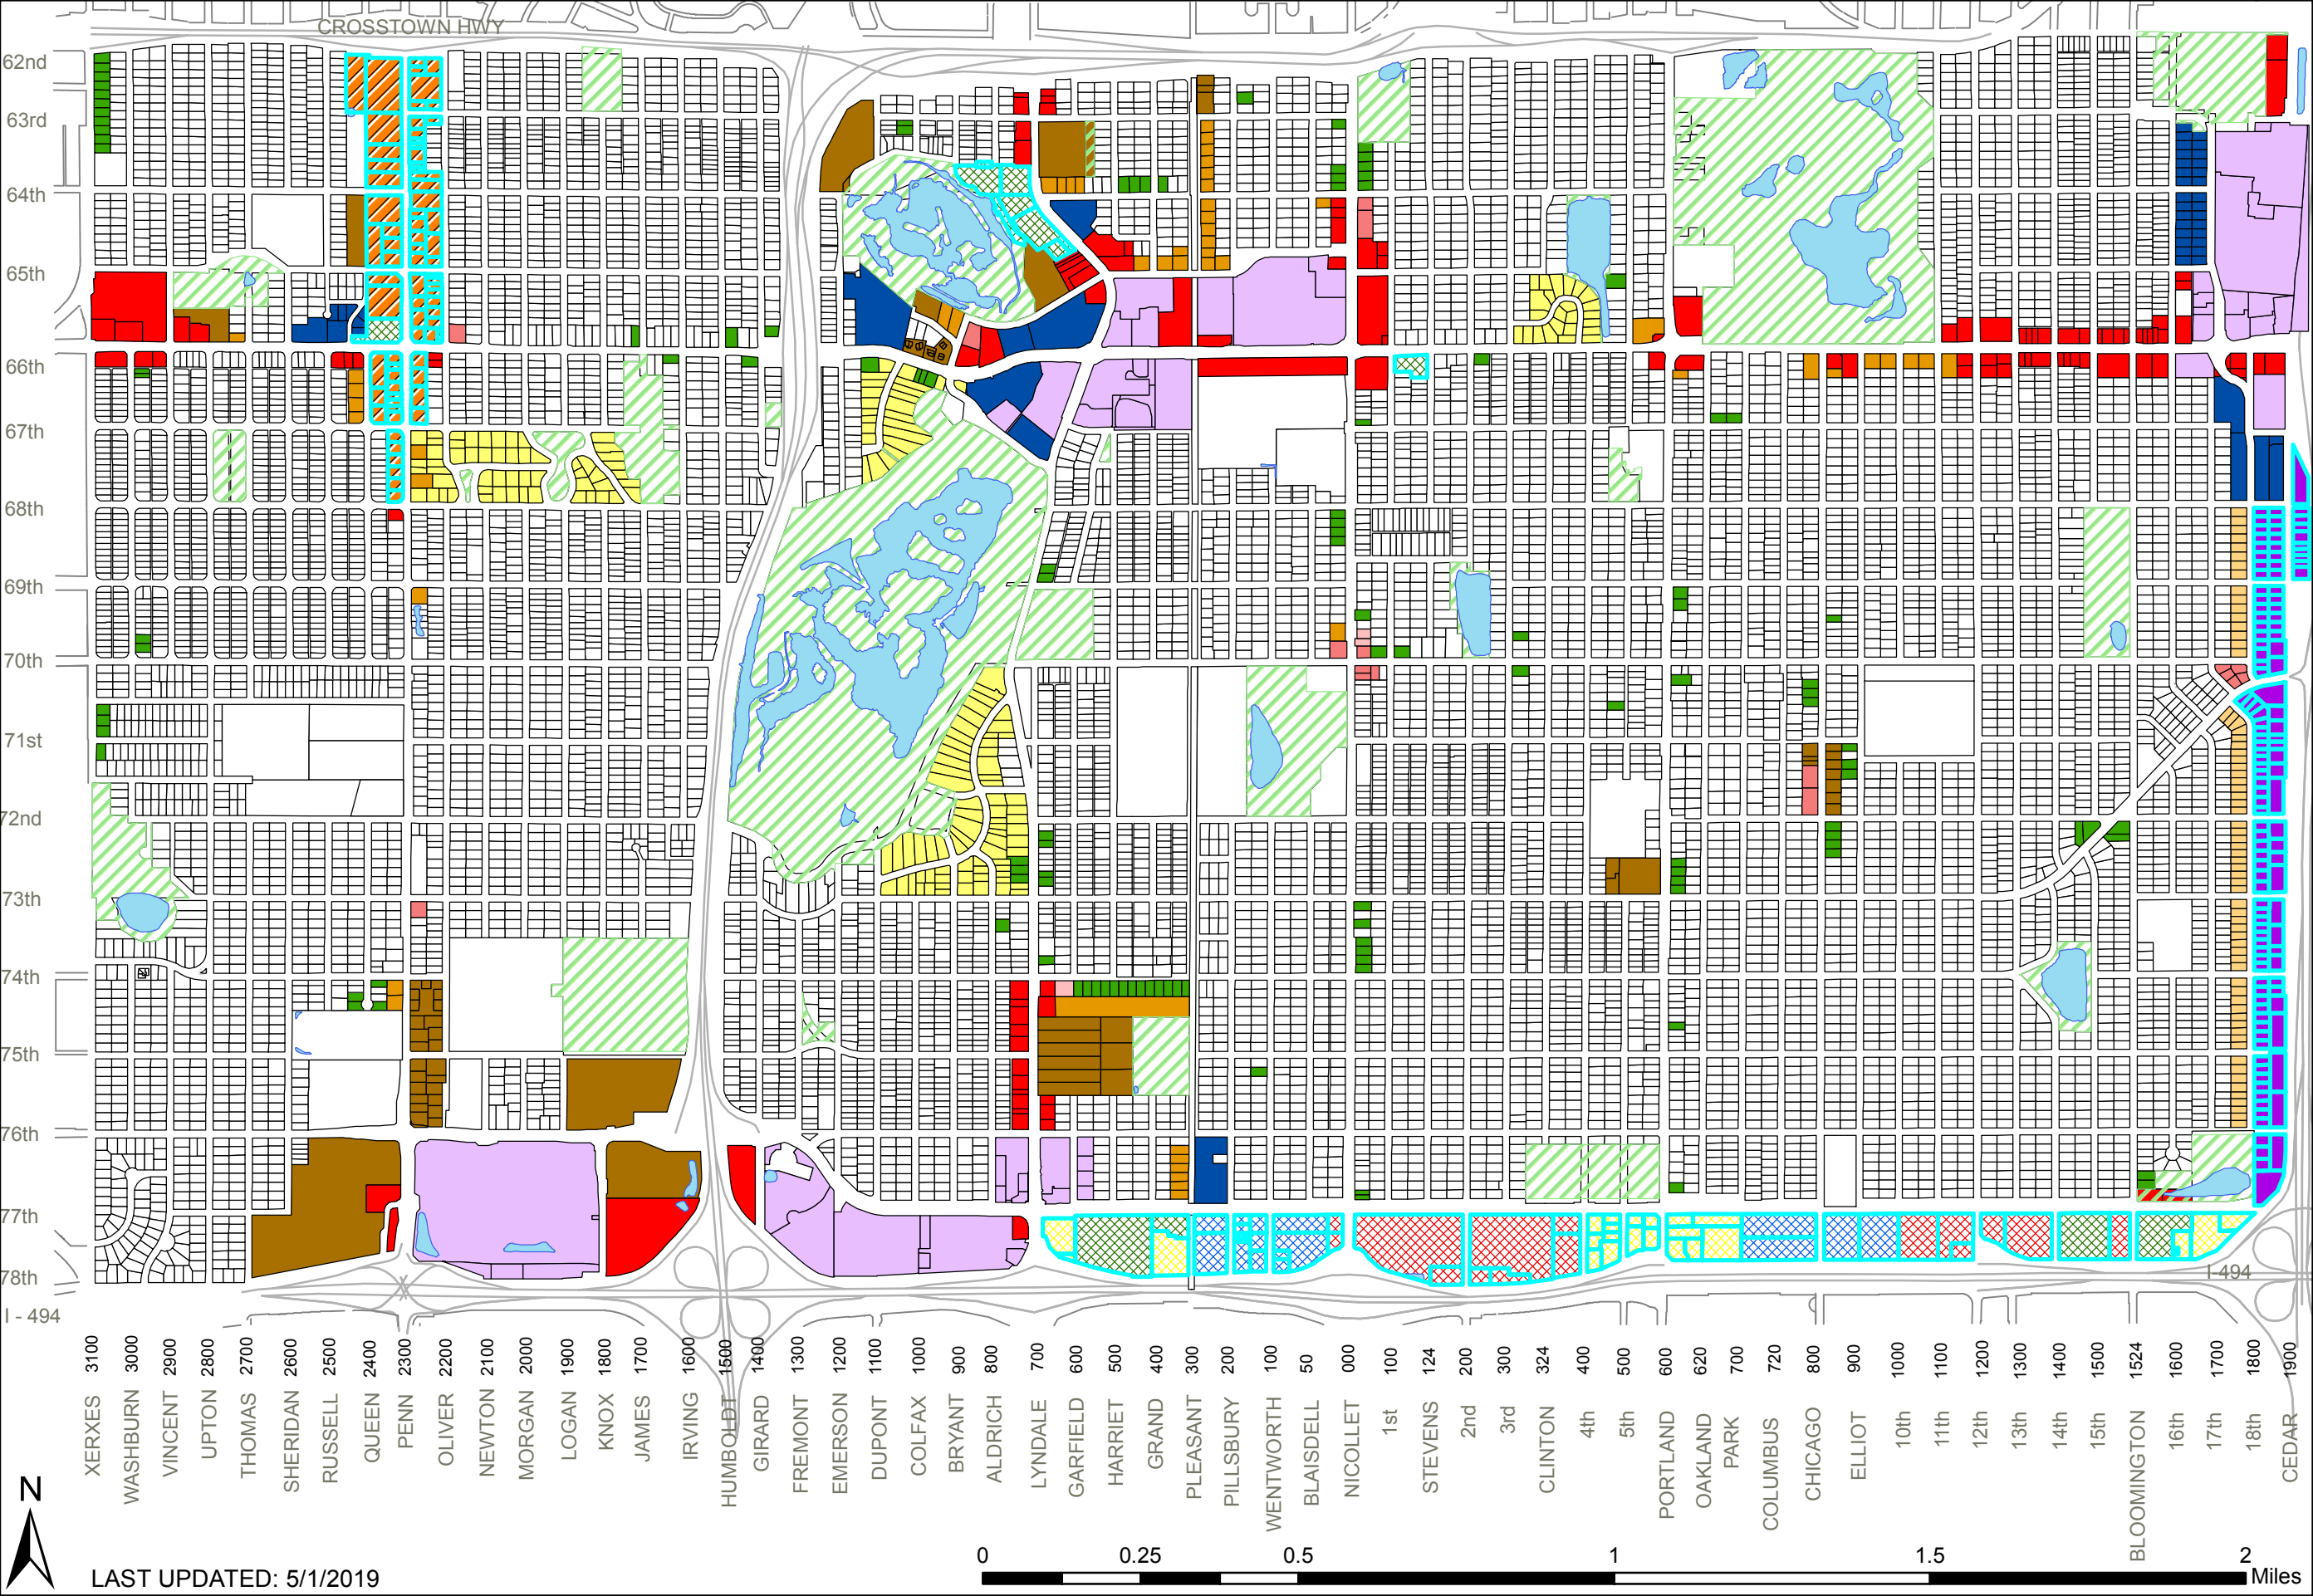 CROSSTOWN HWY
62nd
63rd
64th
65th
66th
67th
68th
69th
70th
71st
72nd
73rd
74th
75th
76th
77th
78th
I-494
I - 494
3100 3000 2900 2800 2700 2600 2500 2400 2300 2200 2100 2000 1900 1800 1700 1600 1500 1400 1300 1200 1100 1000 900 800 700 600 500 400 300 200 100 50 000 100 124 200 300 324 400 500 600 620 700 720 800 900 1000 1100 1200 1300 1400 1500 1524 1600 1700 1800 1900
XERXES WASHBURN VINCENT UPTON THOMAS SHERIDAN RUSSELL QUEEN PENN OLIVER NEWTON MORGAN LOGAN KNOX JAMES IRVING HUMBOLDT GIRARD FREMONT EMERSON DUPONT COLFAX BRYANT ALDRICH LYNDALE GARFIELD HARRIET GRAND PLEASANT PILLSBURY WENTWORTH BLAISDELL NICOLLET 1st STEVENS 2nd 3rd CLINTON 4th 5th PORTLAND OAKLAND PARK COLUMBUS CHICAGO ELLIOT 10th 11th 12th 13th 14th 15th BLOOMINGTON 16th 17th 18th CEDAR
N
0 0.25 0.5 1 1.5 2
Miles
LAST UPDATED: 5/1/2019